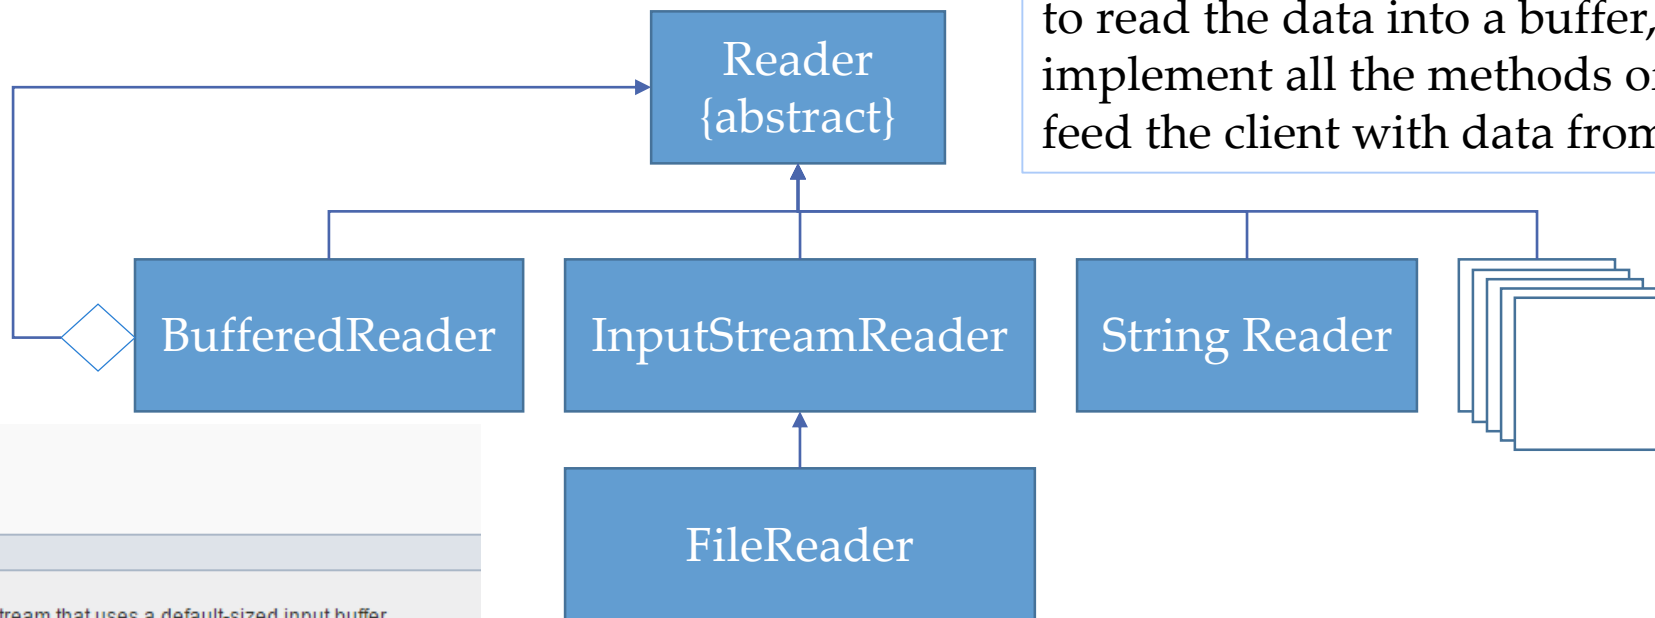 to read the data into a buffer,
implement all the methods
feed the client with data from
Reader
{abstract}
BufferedReader
InputStreamReader
String Reader
FileReader
that uses a default-sized input buffer